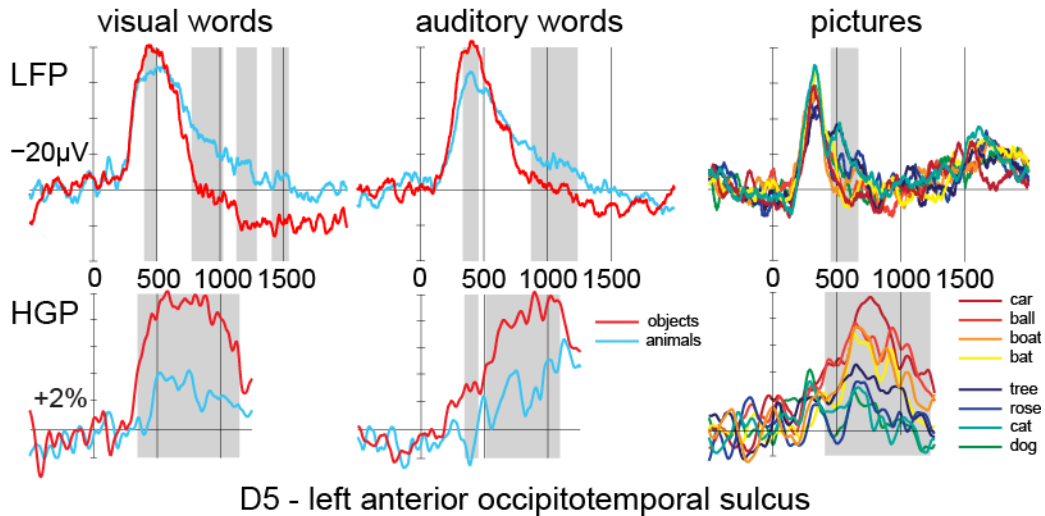 visual words
auditory words
pictures
LFP
−20µV
0 500 1000 1500
0 500 1000 1500
0 500 1000 1500
HGP
+2%
objects
animals
car
ball
boat
bat
tree
rose
cat
dog
D5 - left anterior occipitotemporal sulcus